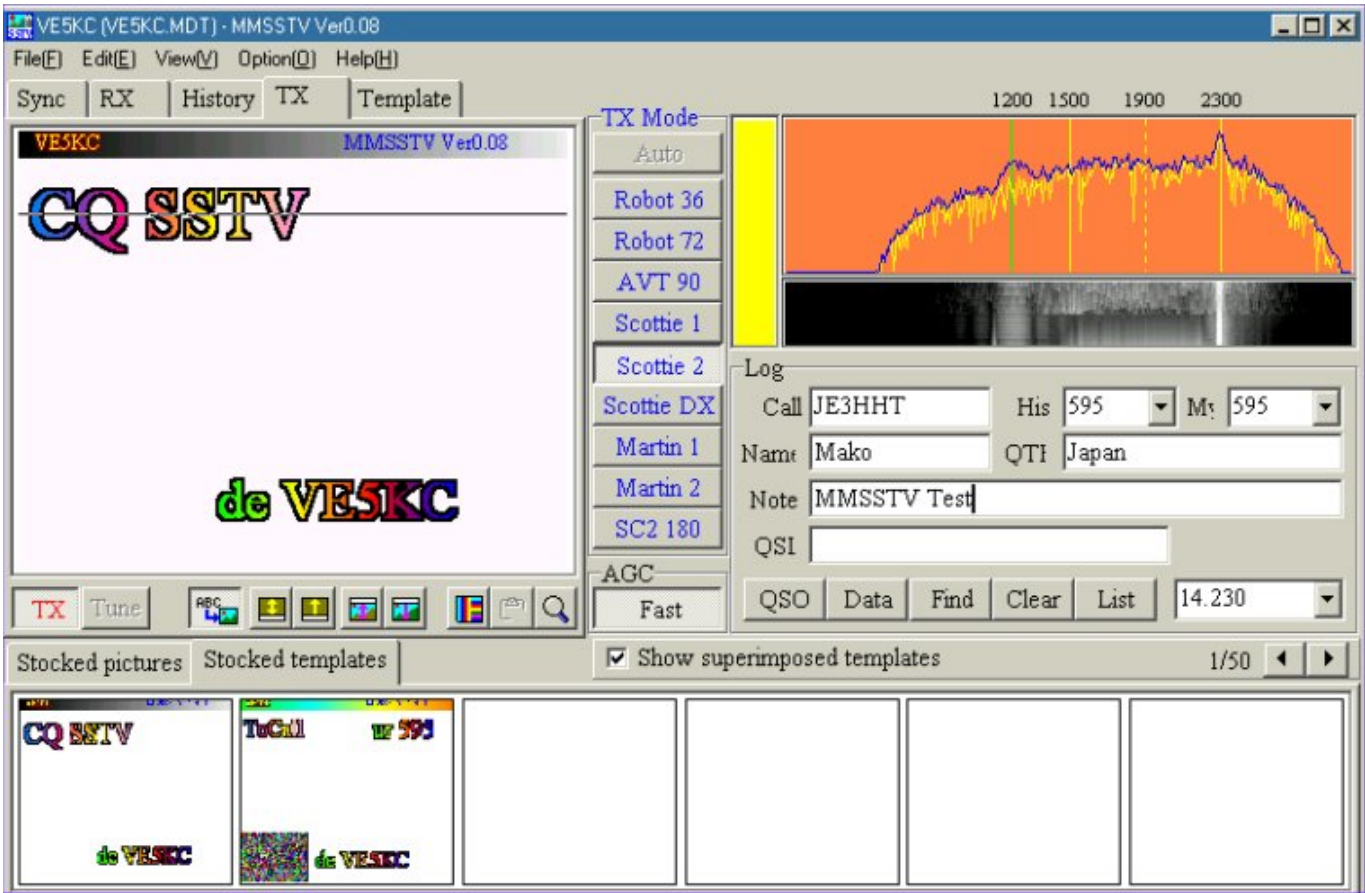 VE5KC (VE5KC.MDT) - MMSSTV Ver0.08
File(F) Edit(E) View(V) Option(O) Help(H)
Sync RX History TX Template
VE5KC MMSSTV Ver0.08
CQ SSTV
de VE5KC
TX Tune
ABC
TX Mode
Auto
Robot 36
Robot 72
AVT 90
Scottie 1
Scottie 2
Scottie DX
Martin 1
Martin 2
SC2 180
AGC
Fast
1200 1500 1900 2300
Log
Call JE3HHT His 595 My 595
Name Mako QTH Japan
Note MMSSTV Test
QSL
QSO Data Find Clear List 14.230
Stocked pictures Stocked templates
Show superimposed templates 1/50
CQ SSTV
de VE5KC
ur 595
de VE5KC